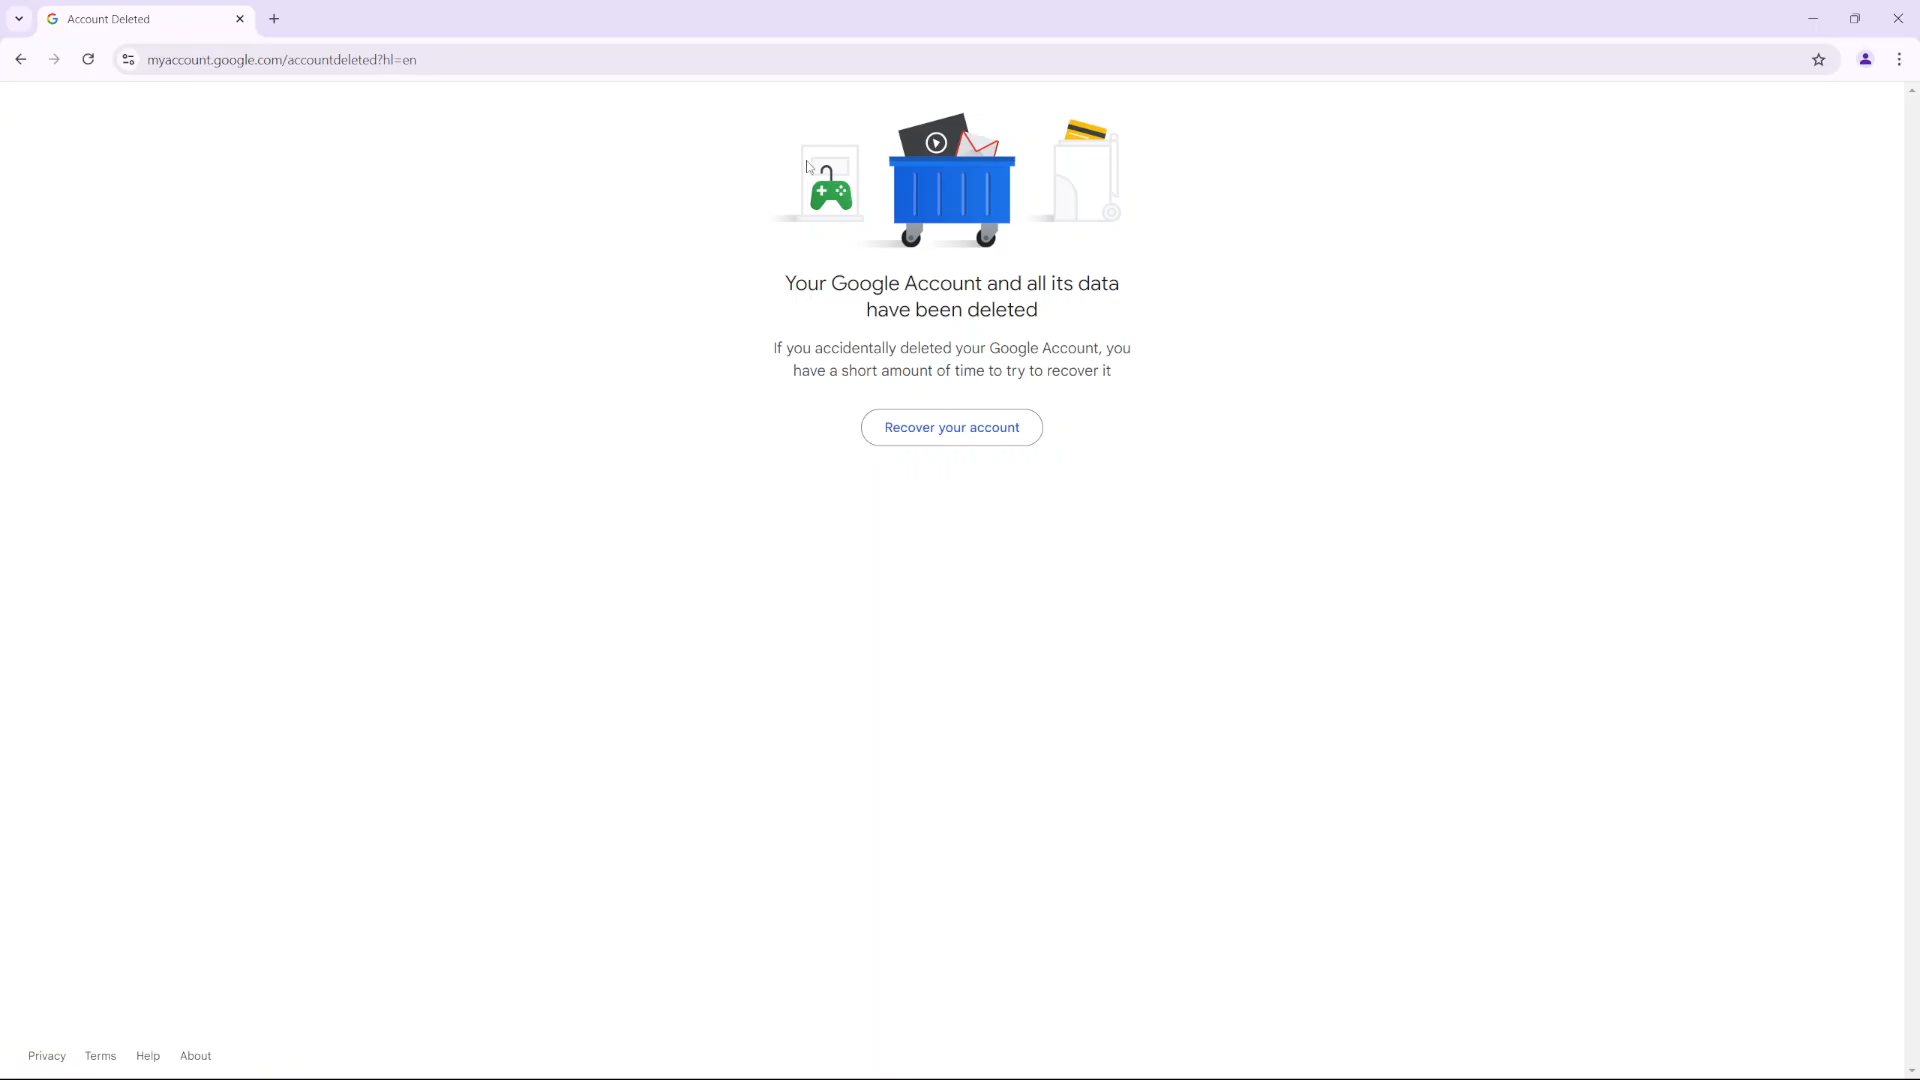 Account Deleted
myaccount.google.com/accountdeleted?hl=en
Your Google Account and all its data
have been deleted
If you accidentally deleted your Google Account, you
have a short amount of time to try to recover it
Recover your account
Privacy Terms Help About